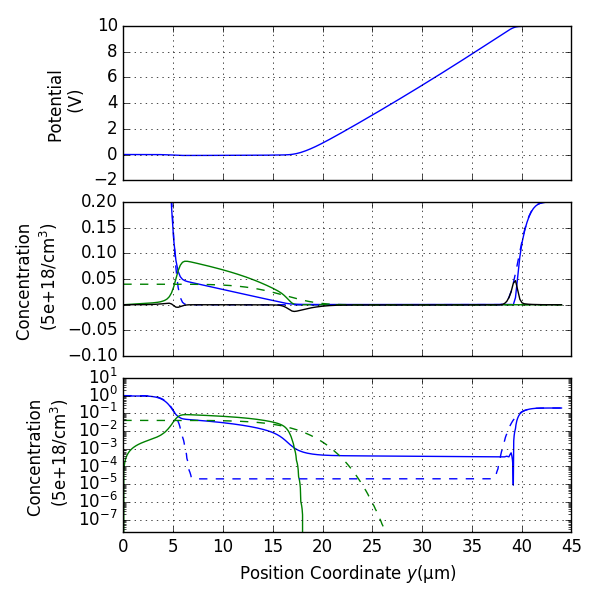 10
8
6
4
2
0
−2
Potential
(V)
0.20
0.15
0.10
0.05
0.00
−0.05
−0.10
Concentration
(5e+18/cm³)
10¹
10⁰
10⁻¹
10⁻²
10⁻³
10⁻⁴
10⁻⁵
10⁻⁶
10⁻⁷
Concentration
(5e+18/cm³)
0 5 10 15 20 25 30 35 40 45
Position Coordinate y(μm)